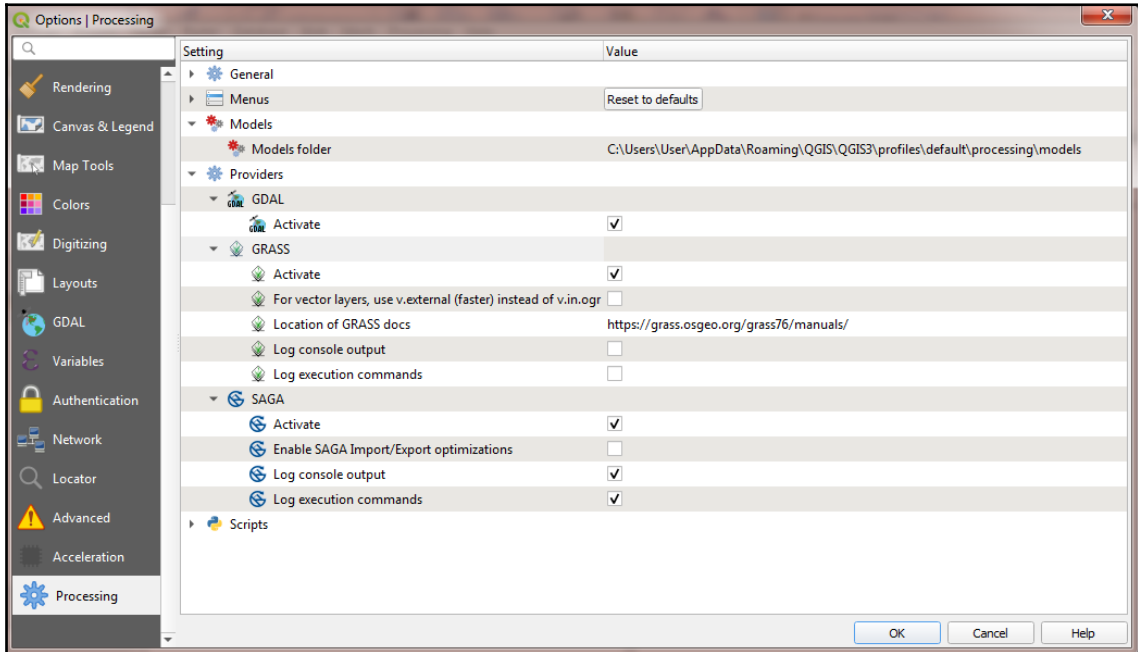 Options | Processing
X
Setting Value
Rendering
Canvas & Legend
Map Tools
Colors
Digitizing
Layouts
GDAL
Variables
Authentication
Network
Locator
Advanced
Acceleration
Processing
General
Menus Reset to defaults
Models
Models folder C:\Users\User\AppData\Roaming\QGIS\QGIS3\profiles\default\processing\models
Providers
GDAL GDAL
GDAL Activate
GRASS
Activate
For vector layers, use v.external (faster) instead of v.in.ogr
Location of GRASS docs https://grass.osgeo.org/grass76/manuals/
Log console output
Log execution commands
SAGA
Activate
Enable SAGA Import/Export optimizations
Log console output
Log execution commands
Scripts
OK Cancel Help